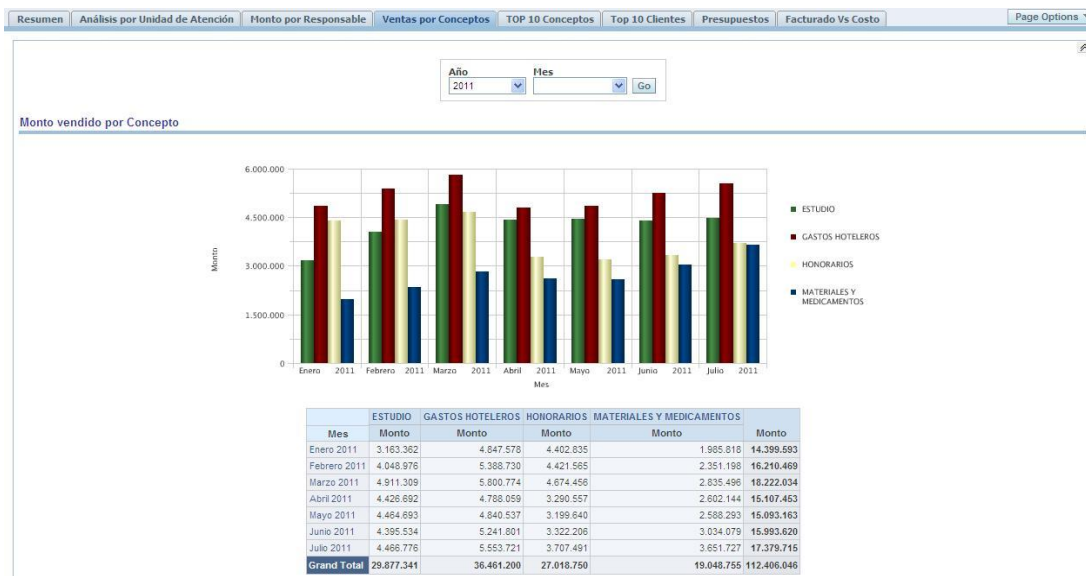 Resumen Análisis por Unidad de Atención Monto por Responsable Ventas por Conceptos TOP 10 Conceptos Top 10 Clientes Presupuestos Facturado Vs Costo Page Options
Año Mes
2011 Go
Monto vendido por Concepto
6.000.000
4.500.000
3.000.000
1.500.000
0
Monto
Enero 2011 Febrero 2011 Marzo 2011 Abril 2011 Mayo 2011 Junio 2011 Julio 2011
Mes
ESTUDIO
GASTOS HOTELEROS
HONORARIOS
MATERIALES Y
MEDICAMENTOS
ESTUDIO GASTOS HOTELEROS HONORARIOS MATERIALES Y MEDICAMENTOS
Mes Monto Monto Monto Monto Monto
Enero 2011 3.163.362 4.847.578 4.402.835 1.985.818 14.399.593
Febrero 2011 4.048.976 5.388.730 4.421.565 2.351.198 16.210.469
Marzo 2011 4.911.309 5.800.774 4.674.456 2.835.496 18.222.034
Abril 2011 4.426.692 4.788.059 3.290.557 2.602.144 15.107.453
Mayo 2011 4.464.693 4.840.537 3.199.640 2.588.293 15.093.163
Junio 2011 4.395.534 5.241.801 3.322.206 3.034.079 15.993.620
Julio 2011 4.466.776 5.553.721 3.707.491 3.651.727 17.379.715
Grand Total 29.877.341 36.461.200 27.018.750 19.048.755 112.406.046